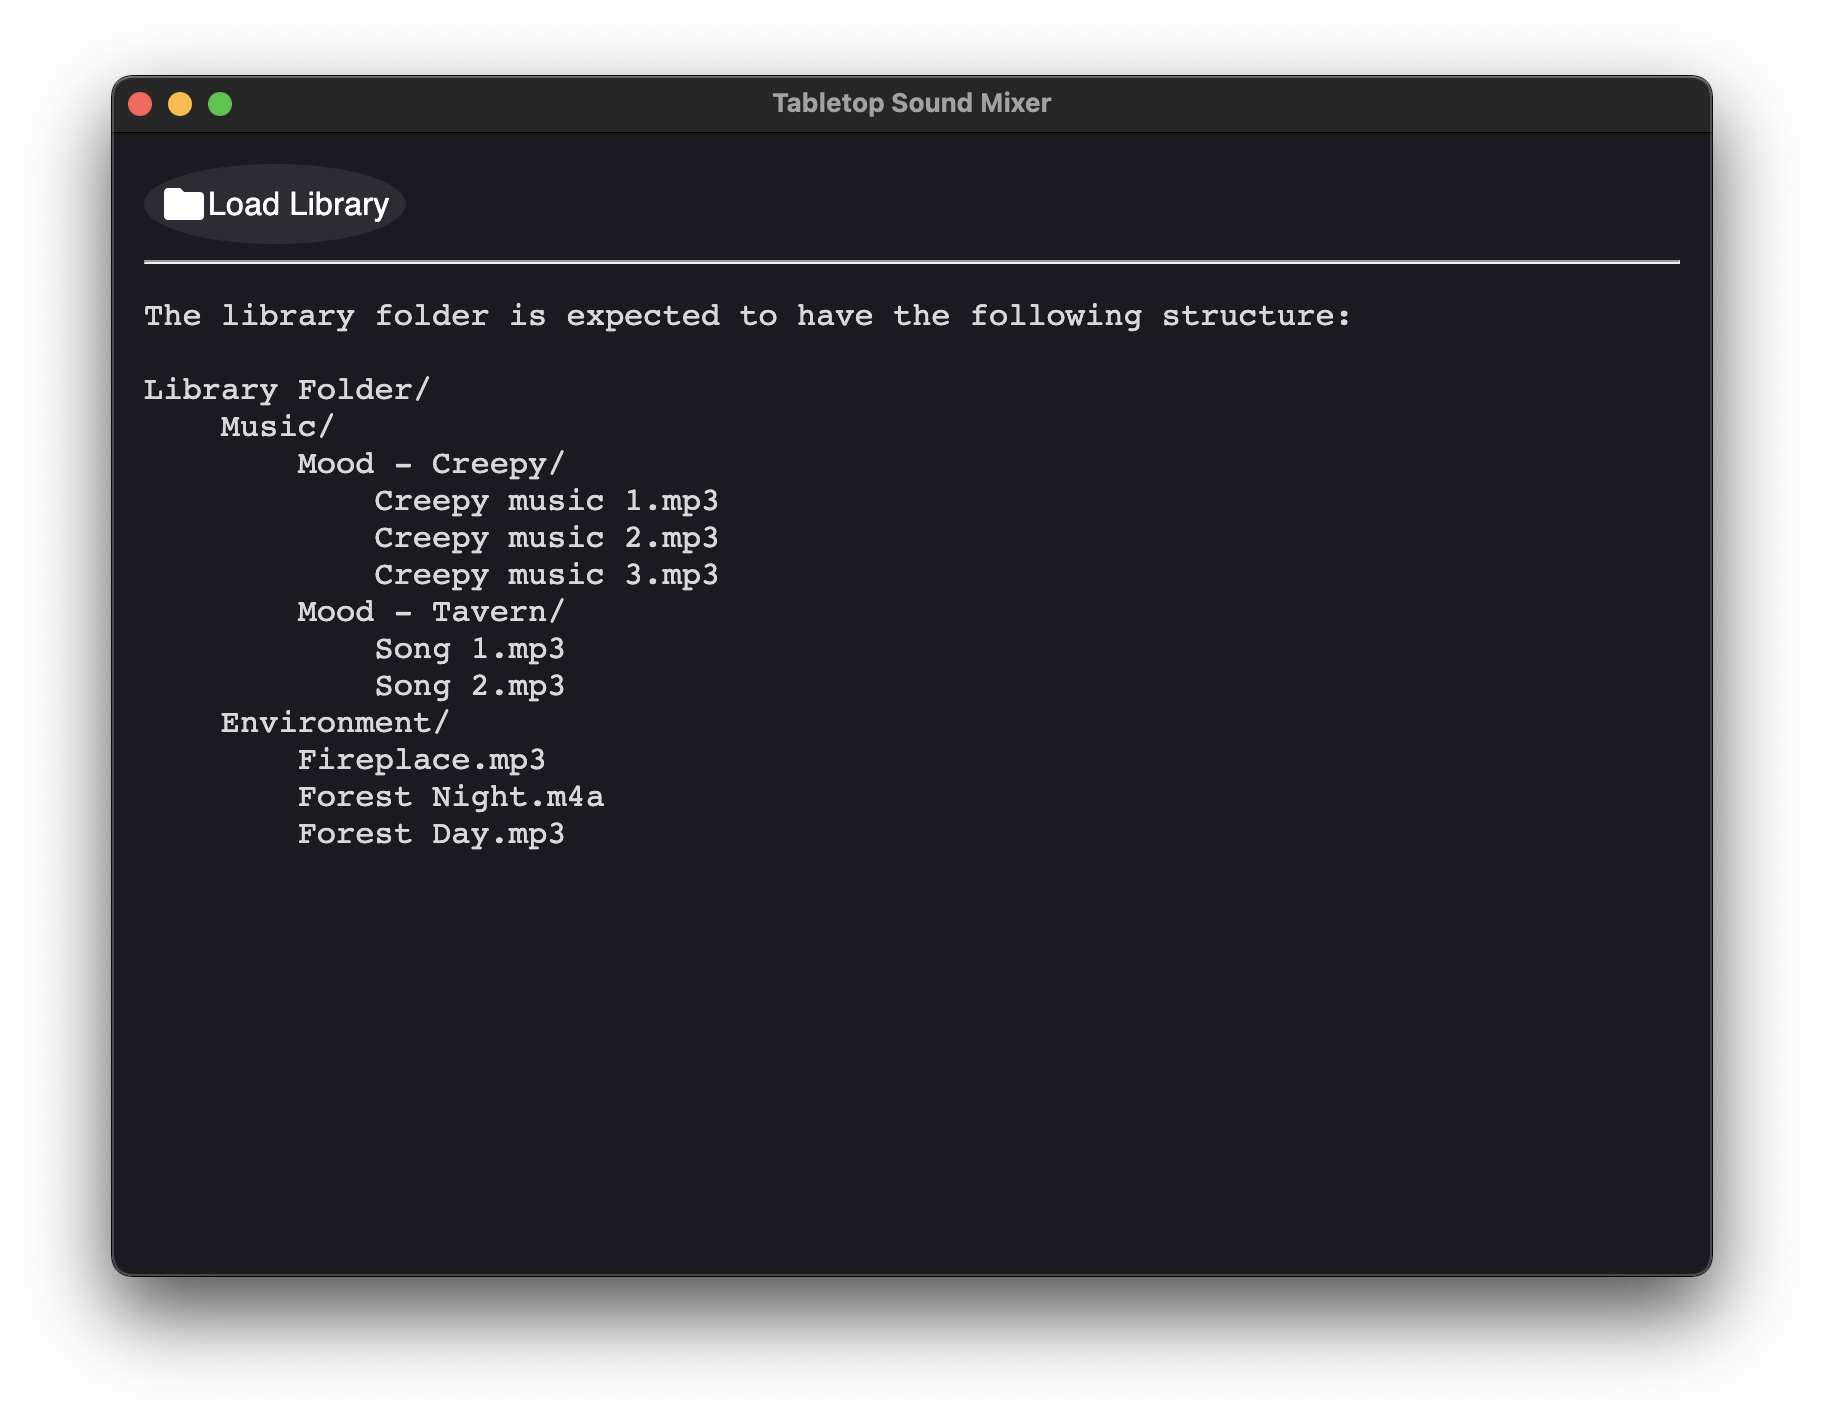 Tabletop Sound Mixer
Load Library
The library folder is expected to have the following structure:
Library Folder/
    Music/
        Mood - Creepy/
            Creepy music 1.mp3
            Creepy music 2.mp3
            Creepy music 3.mp3
        Mood - Tavern/
            Song 1.mp3
            Song 2.mp3
    Environment/
        Fireplace.mp3
        Forest Night.m4a
        Forest Day.mp3